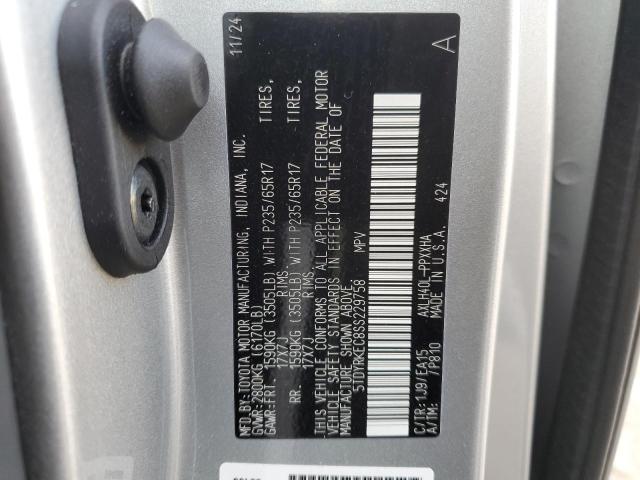 MFD.BY:TOYOTA MOTOR MANUFACTURING, INDIANA, INC. 11/24
GVWR:2800KG (6170LB)
GAWR:FRT. 1590KG (3505LB) WITH P235/65R17 TIRES,
17X7J RIMS.
RR. 1590KG (3505LB) WITH P235/65R17 TIRES,
17X7J RIMS.
THIS VEHICLE CONFORMS TO ALL APPLICABLE FEDERAL MOTOR
VEHICLE SAFETY STANDARDS IN EFFECT ON THE DATE OF
MANUFACTURE SHOWN ABOVE.
5TDYRKEC8SS229758 MPV
A
C/TR:1J9/EA15 AXLH40L-PPXXHA
A/TM: /P810 MADE IN U.S.A. 424